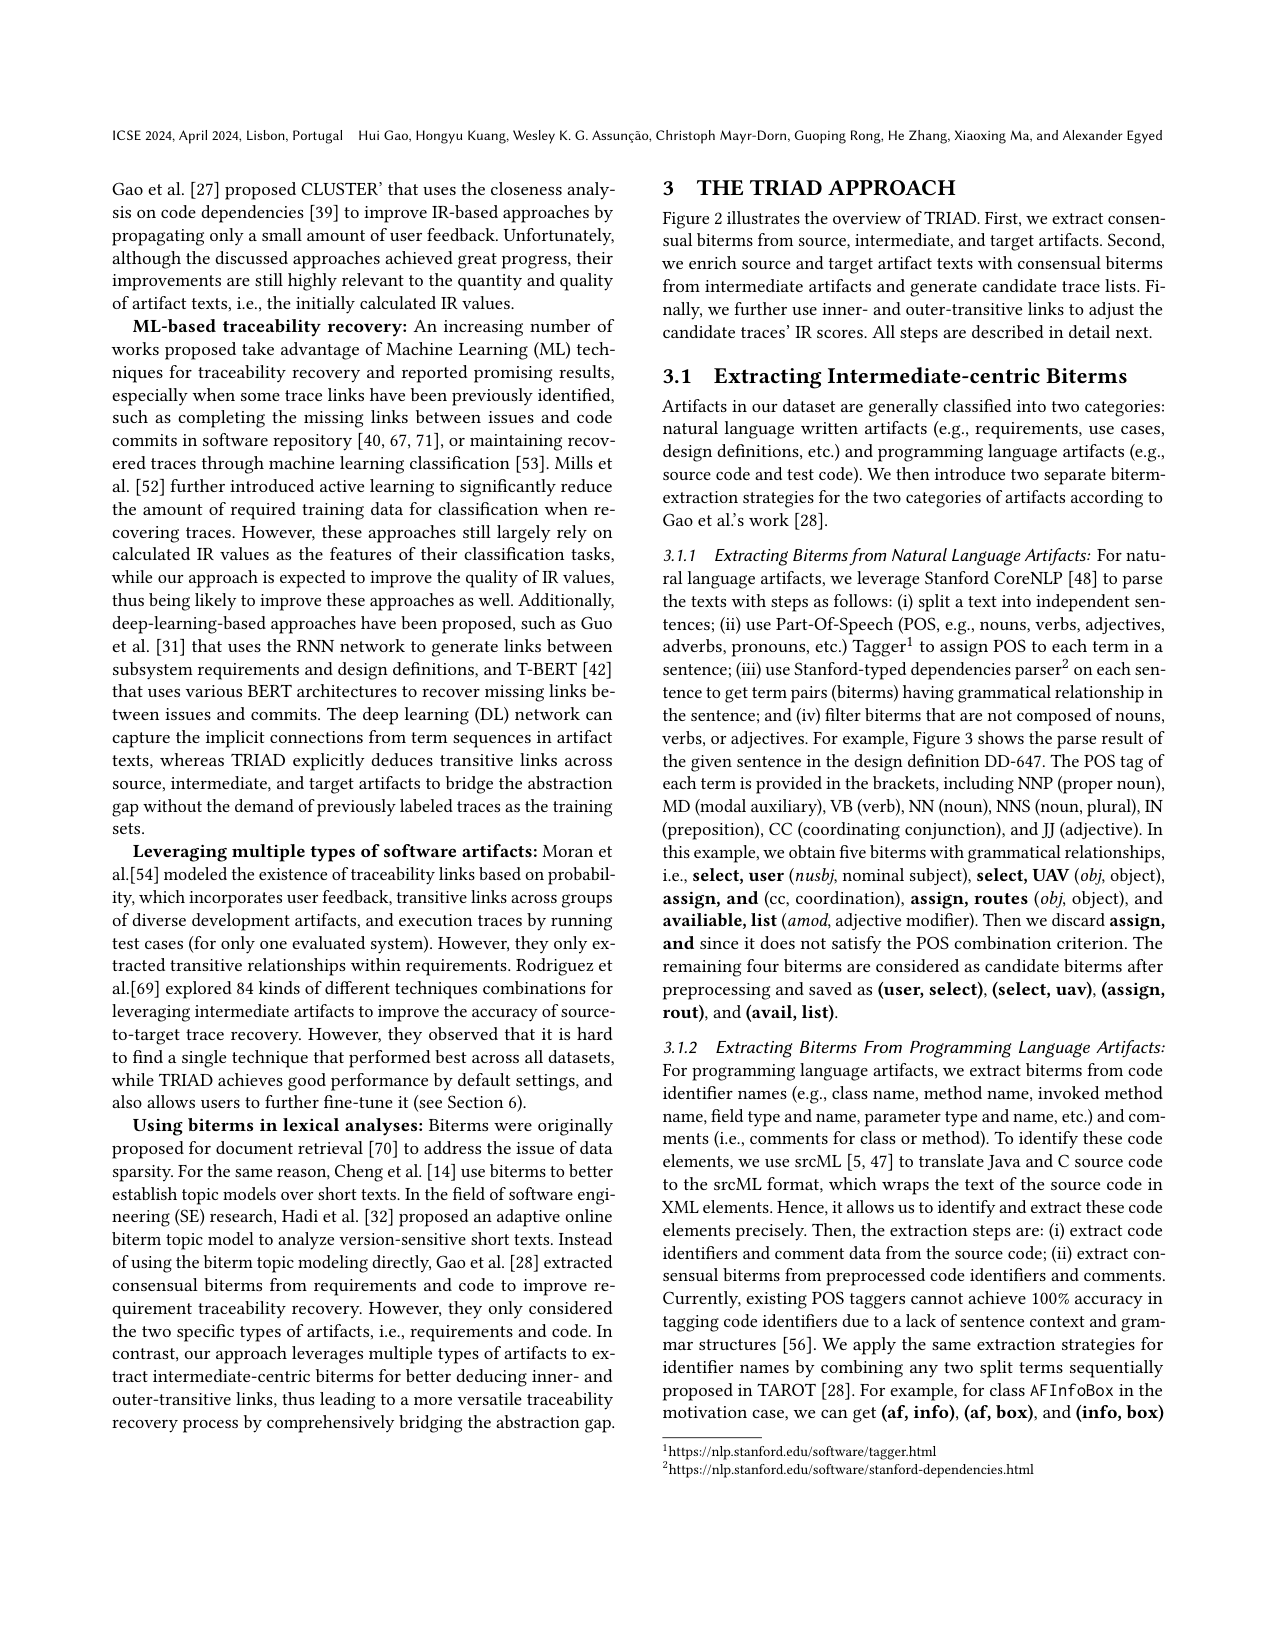 ICSE 2024, April 2024, Lisbon, Portugal Hui Gao, Hongyu Kuang, Wesley K. G. Assunção, Christoph Mayr-Dorn, Guoping Rong, He Zhang, Xiaoxing Ma, and Alexander Egyed
Gao et al. [27] proposed CLUSTER’ that uses the closeness analy-
sis on code dependencies [39] to improve IR-based approaches by
propagating only a small amount of user feedback. Unfortunately,
although the discussed approaches achieved great progress, their
improvements are still highly relevant to the quantity and quality
of artifact texts, i.e., the initially calculated IR values.
ML-based traceability recovery: An increasing number of
works proposed take advantage of Machine Learning (ML) tech-
niques for traceability recovery and reported promising results,
especially when some trace links have been previously identified,
such as completing the missing links between issues and code
commits in software repository [40, 67, 71], or maintaining recov-
ered traces through machine learning classification [53]. Mills et
al. [52] further introduced active learning to significantly reduce
the amount of required training data for classification when re-
covering traces. However, these approaches still largely rely on
calculated IR values as the features of their classification tasks,
while our approach is expected to improve the quality of IR values,
thus being likely to improve these approaches as well. Additionally,
deep-learning-based approaches have been proposed, such as Guo
et al. [31] that uses the RNN network to generate links between
subsystem requirements and design definitions, and T-BERT [42]
that uses various BERT architectures to recover missing links be-
tween issues and commits. The deep learning (DL) network can
capture the implicit connections from term sequences in artifact
texts, whereas TRIAD explicitly deduces transitive links across
source, intermediate, and target artifacts to bridge the abstraction
gap without the demand of previously labeled traces as the training
sets.
Leveraging multiple types of software artifacts: Moran et
al.[54] modeled the existence of traceability links based on probabil-
ity, which incorporates user feedback, transitive links across groups
of diverse development artifacts, and execution traces by running
test cases (for only one evaluated system). However, they only ex-
tracted transitive relationships within requirements. Rodriguez et
al.[69] explored 84 kinds of different techniques combinations for
leveraging intermediate artifacts to improve the accuracy of source-
to-target trace recovery. However, they observed that it is hard
to find a single technique that performed best across all datasets,
while TRIAD achieves good performance by default settings, and
also allows users to further fine-tune it (see Section 6).
Using biterms in lexical analyses: Biterms were originally
proposed for document retrieval [70] to address the issue of data
sparsity. For the same reason, Cheng et al. [14] use biterms to better
establish topic models over short texts. In the field of software engi-
neering (SE) research, Hadi et al. [32] proposed an adaptive online
biterm topic model to analyze version-sensitive short texts. Instead
of using the biterm topic modeling directly, Gao et al. [28] extracted
consensual biterms from requirements and code to improve re-
quirement traceability recovery. However, they only considered
the two specific types of artifacts, i.e., requirements and code. In
contrast, our approach leverages multiple types of artifacts to ex-
tract intermediate-centric biterms for better deducing inner- and
outer-transitive links, thus leading to a more versatile traceability
recovery process by comprehensively bridging the abstraction gap.
3 THE TRIAD APPROACH
Figure 2 illustrates the overview of TRIAD. First, we extract consen-
sual biterms from source, intermediate, and target artifacts. Second,
we enrich source and target artifact texts with consensual biterms
from intermediate artifacts and generate candidate trace lists. Fi-
nally, we further use inner- and outer-transitive links to adjust the
candidate traces’ IR scores. All steps are described in detail next.
3.1 Extracting Intermediate-centric Biterms
Artifacts in our dataset are generally classified into two categories:
natural language written artifacts (e.g., requirements, use cases,
design definitions, etc.) and programming language artifacts (e.g.,
source code and test code). We then introduce two separate biterm-
extraction strategies for the two categories of artifacts according to
Gao et al.’s work [28].
3.1.1 Extracting Biterms from Natural Language Artifacts: For natu-
ral language artifacts, we leverage Stanford CoreNLP [48] to parse
the texts with steps as follows: (i) split a text into independent sen-
tences; (ii) use Part-Of-Speech (POS, e.g., nouns, verbs, adjectives,
adverbs, pronouns, etc.) Tagger1 to assign POS to each term in a
sentence; (iii) use Stanford-typed dependencies parser2 on each sen-
tence to get term pairs (biterms) having grammatical relationship in
the sentence; and (iv) filter biterms that are not composed of nouns,
verbs, or adjectives. For example, Figure 3 shows the parse result of
the given sentence in the design definition DD-647. The POS tag of
each term is provided in the brackets, including NNP (proper noun),
MD (modal auxiliary), VB (verb), NN (noun), NNS (noun, plural), IN
(preposition), CC (coordinating conjunction), and JJ (adjective). In
this example, we obtain five biterms with grammatical relationships,
i.e., select, user (nusbj, nominal subject), select, UAV (obj, object),
assign, and (cc, coordination), assign, routes (obj, object), and
availiable, list (amod, adjective modifier). Then we discard assign,
and since it does not satisfy the POS combination criterion. The
remaining four biterms are considered as candidate biterms after
preprocessing and saved as (user, select), (select, uav), (assign,
rout), and (avail, list).
3.1.2 Extracting Biterms From Programming Language Artifacts:
For programming language artifacts, we extract biterms from code
identifier names (e.g., class name, method name, invoked method
name, field type and name, parameter type and name, etc.) and com-
ments (i.e., comments for class or method). To identify these code
elements, we use srcML [5, 47] to translate Java and C source code
to the srcML format, which wraps the text of the source code in
XML elements. Hence, it allows us to identify and extract these code
elements precisely. Then, the extraction steps are: (i) extract code
identifiers and comment data from the source code; (ii) extract con-
sensual biterms from preprocessed code identifiers and comments.
Currently, existing POS taggers cannot achieve 100% accuracy in
tagging code identifiers due to a lack of sentence context and gram-
mar structures [56]. We apply the same extraction strategies for
identifier names by combining any two split terms sequentially
proposed in TAROT [28]. For example, for class AFInfoBox in the
motivation case, we can get (af, info), (af, box), and (info, box)
1https://nlp.stanford.edu/software/tagger.html
2https://nlp.stanford.edu/software/stanford-dependencies.html